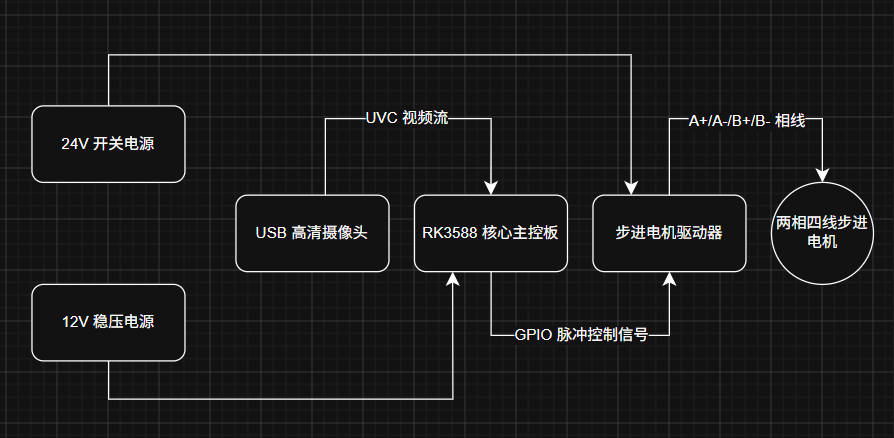 UVC 视频流
A+/A-/B+/B- 相线
24V 开关电源
USB 高清摄像头
RK3588 核心主控板
步进电机驱动器
两相四线步进
电机
12V 稳压电源
GPIO 脉冲控制信号